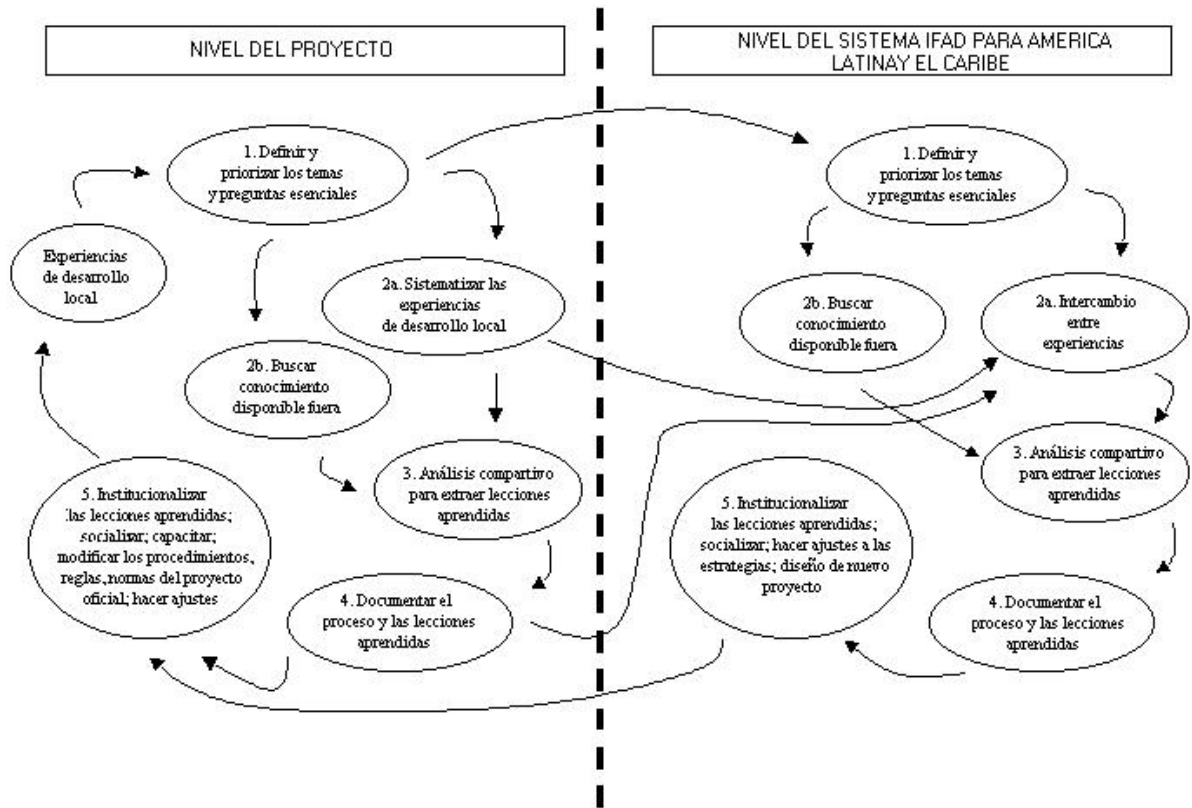 NIVEL DEL PROYECTO
NIVEL DEL SISTEMA IFAD PARA AMERICA
LATINAY EL CARIBE
1. Definir y
priorizar los temas
y preguntas esenciales
Experiencias
de desarrollo
local
2a. Sistematizar las
experiencias
de desarrollo local
2b. Buscar
conocimiento
disponible fuera
3. Análisis compartivo
para extraer lecciones
aprendidas
5. Institucionalizar
las lecciones aprendidas;
socializar; capacitar;
modificar los procedimientos,
reglas, normas del proyecto
oficial; hacer ajustes
4. Documentar el
proceso y las lecciones
aprendidas
1. Definir y
priorizar los temas
y preguntas esenciales
2b. Buscar
conocimiento
disponible fuera
2a. Intercambio
entre
experiencias
3. Análisis compartivo
para extraer lecciones
aprendidas
5. Institucionalizar
las lecciones aprendidas;
socializar; hacer ajustes a las
estrategias; diseño de nuevo
proyecto
4. Documentar el
proceso y las lecciones
aprendidas